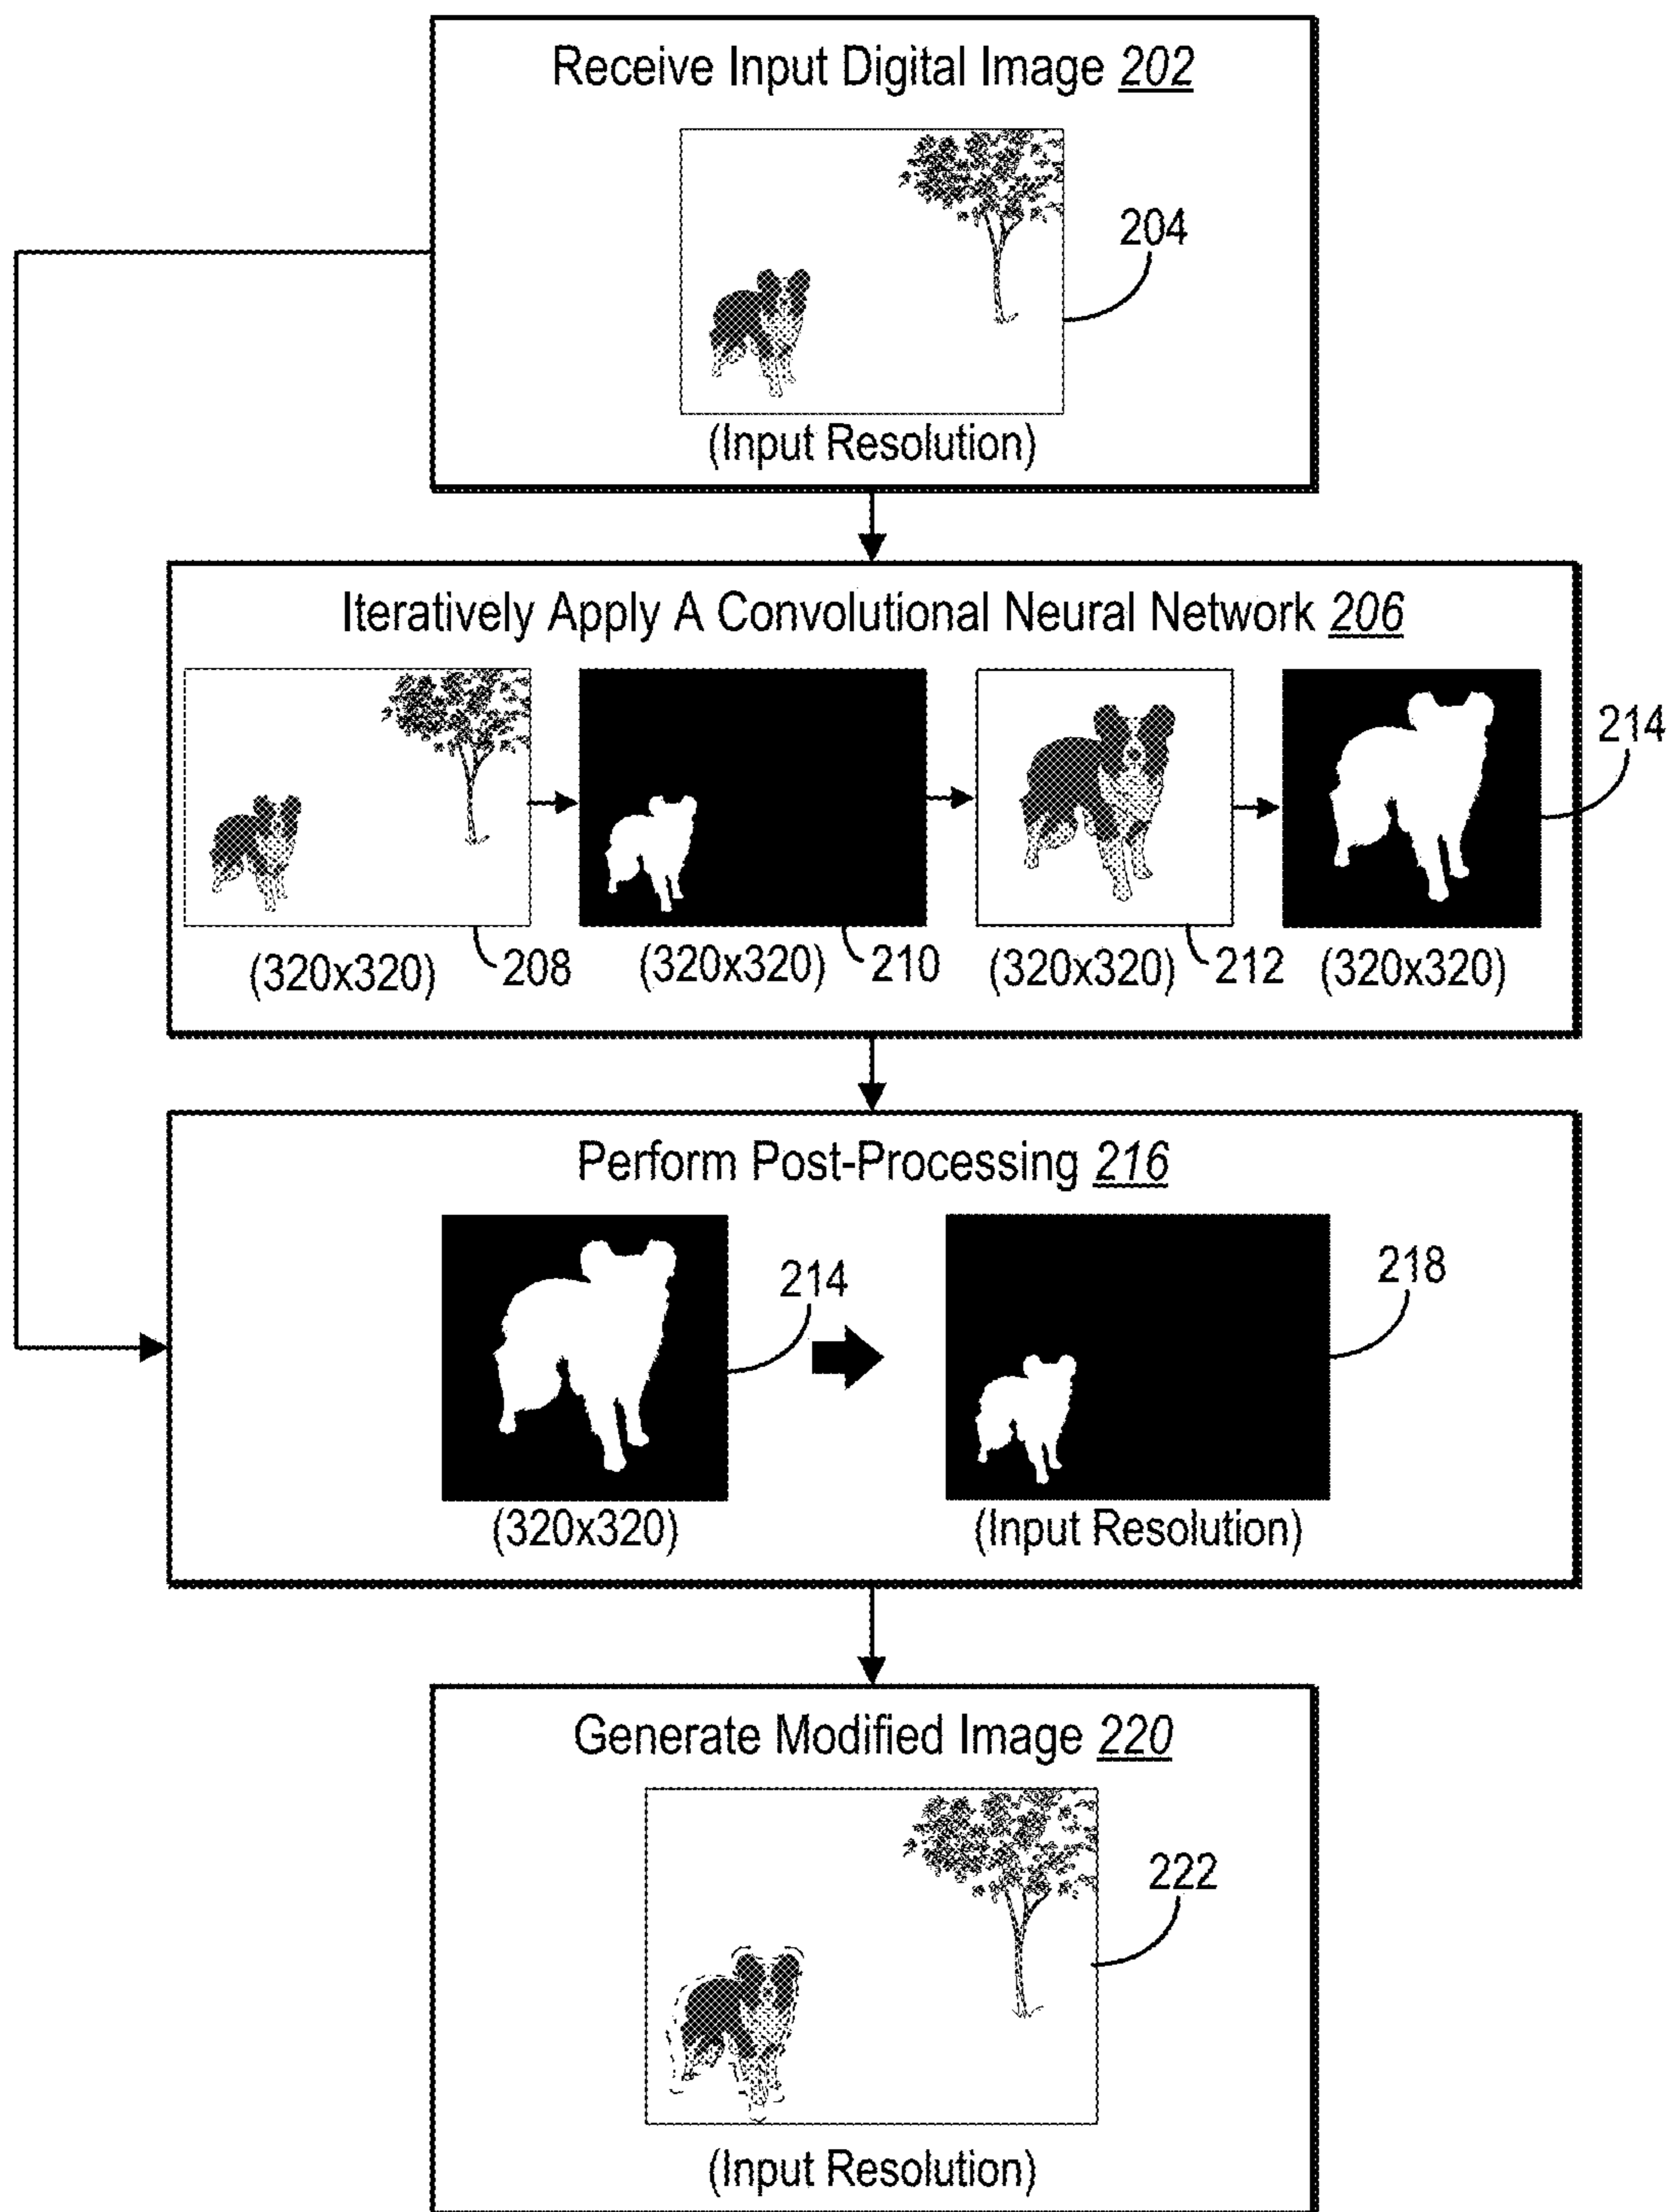 Receive Input Digital Image 202
204
(Input Resolution)
Iteratively Apply A Convolutional Neural Network 206
214
(320x320) 208 (320x320) 210 (320x320) 212 (320x320)
Perform Post-Processing 216
214 218
(320x320) (Input Resolution)
Generate Modified Image 220
222
(Input Resolution)